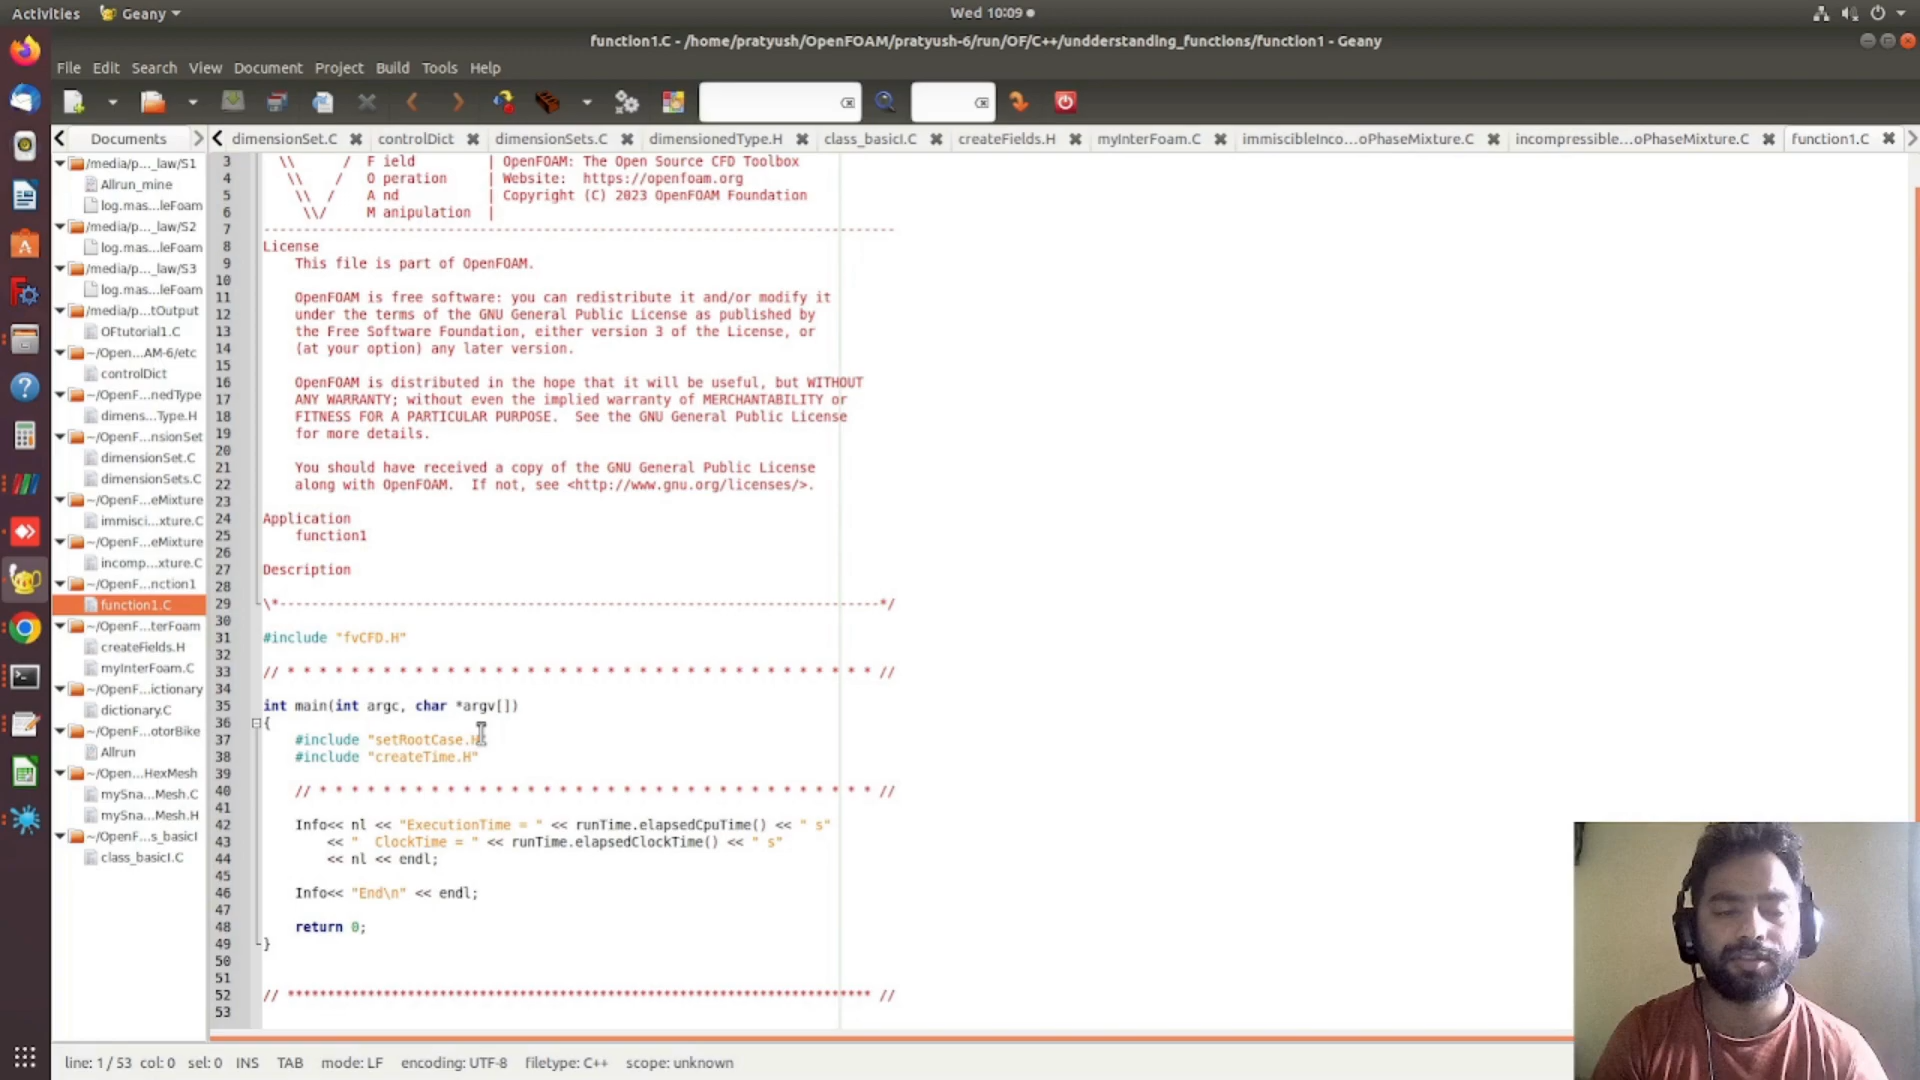 Activities Geany Wed 10:09
function1.C - /home/pratyush/OpenFOAM/pratyush-6/run/OF/C++/undderstanding_functions/function1 - Geany
File Edit Search View Document Project Build Tools Help
Documents dimensionSet.C controlDict dimensionSets.C dimensionedType.H class_basicI.C createFields.H myInterFoam.C immiscibleInco...oPhaseMixture.C incompressible...oPhaseMixture.C function1.C
/media/p..._law/S1
Allrun_mine
log.mas...leFoam
/media/p..._law/S2
log.mas...leFoam
/media/p..._law/S3
log.mas...leFoam
/media/p...tOutput
OFtutorial1.C
~/Open...AM-6/etc
controlDict
~/OpenF...nedType
dimens...Type.H
~/OpenF...nsionSet
dimensionSet.C
dimensionSets.C
~/OpenF...eMixture
immisci...xture.C
~/OpenF...eMixture
incomp...xture.C
~/OpenF...nction1
function1.C
~/OpenF...terFoam
createFields.H
myInterFoam.C
~/OpenF...ictionary
dictionary.C
~/OpenF...otorBike
Allrun
~/Open...HexMesh
mySna...Mesh.C
mySna...Mesh.H
~/OpenF...s_basicI
class_basicI.C
3 \\ / F ield | OpenFOAM: The Open Source CFD Toolbox
4 \\ / O peration | Website: https://openfoam.org
5 \\ / A nd | Copyright (C) 2023 OpenFOAM Foundation
6 \\/ M anipulation |
7 -------------------------------------------------------------------------------
8 License
9 This file is part of OpenFOAM.
10
11 OpenFOAM is free software: you can redistribute it and/or modify it
12 under the terms of the GNU General Public License as published by
13 the Free Software Foundation, either version 3 of the License, or
14 (at your option) any later version.
15
16 OpenFOAM is distributed in the hope that it will be useful, but WITHOUT
17 ANY WARRANTY; without even the implied warranty of MERCHANTABILITY or
18 FITNESS FOR A PARTICULAR PURPOSE. See the GNU General Public License
19 for more details.
20
21 You should have received a copy of the GNU General Public License
22 along with OpenFOAM. If not, see <http://www.gnu.org/licenses/>.
23
24 Application
25 function1
26
27 Description
28
29 \*---------------------------------------------------------------------------*/
30
31 #include "fvCFD.H"
32
33 // * * * * * * * * * * * * * * * * * * * * * * * * * * * * * * * * * * * * * //
34
35 int main(int argc, char *argv[])
36 {
37 #include "setRootCase.H"
38 #include "createTime.H"
39
40 // * * * * * * * * * * * * * * * * * * * * * * * * * * * * * * * * * * * //
41
42 Info<< nl << "ExecutionTime = " << runTime.elapsedCpuTime() << " s"
43 << " ClockTime = " << runTime.elapsedClockTime() << " s"
44 << nl << endl;
45
46 Info<< "End\n" << endl;
47
48 return 0;
49 }
50
51
52 // ************************************************************************* //
53
line: 1 / 53 col: 0 sel: 0 INS TAB mode: LF encoding: UTF-8 filetype: C++ scope: unknown